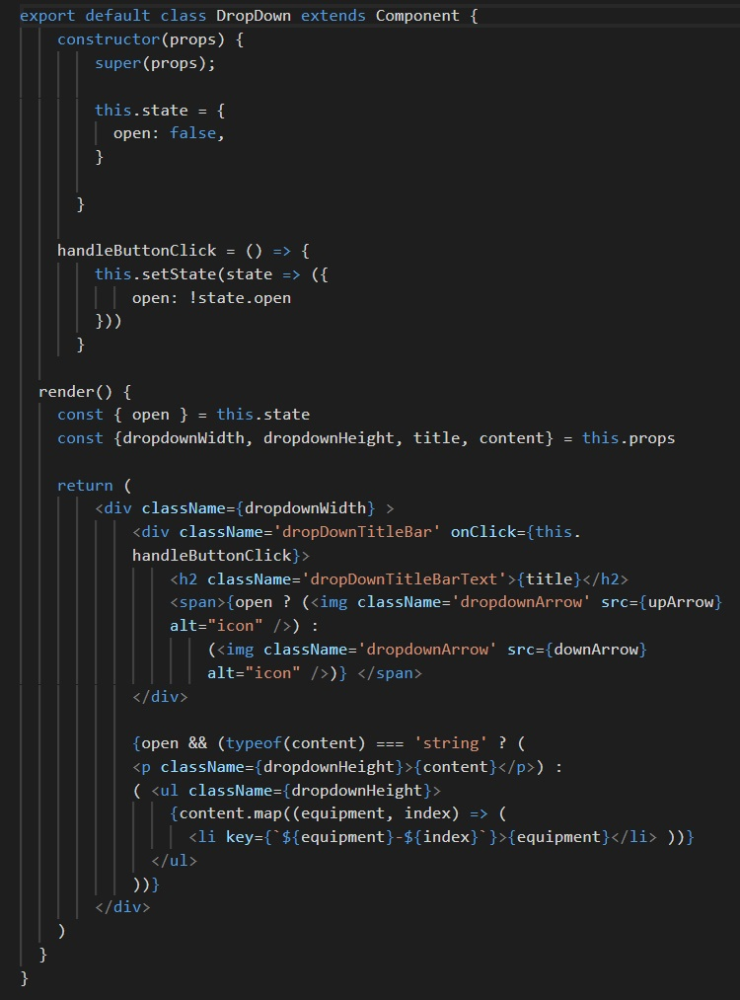 export default class DropDown extends Component {
constructor(props) {
super(props);
this.state = {
open: false,
}
}
handleButtonClick = () => {
this.setState(state => ({
open: !state.open
}))
}
render() {
const { open } = this.state
const {dropdownWidth, dropdownHeight, title, content} = this.props
return (
<div className={dropdownWidth} >
<div className='dropDownTitleBar' onClick={this.
handleButtonClick}>
<h2 className='dropDownTitleBarText'>{title}</h2>
<span>{open ? (<img className='dropdownArrow' src={upArrow}
alt="icon" />) :
(<img className='dropdownArrow' src={downArrow}
alt="icon" />)} </span>
</div>
{open && (typeof(content) === 'string' ? (
<p className={dropdownHeight}>{content}</p>) :
( <ul className={dropdownHeight}>
{content.map((equipment, index) => (
<li key={`${equipment}-${index}`}>{equipment}</li> ))}
</ul>
))}
</div>
)
}
}